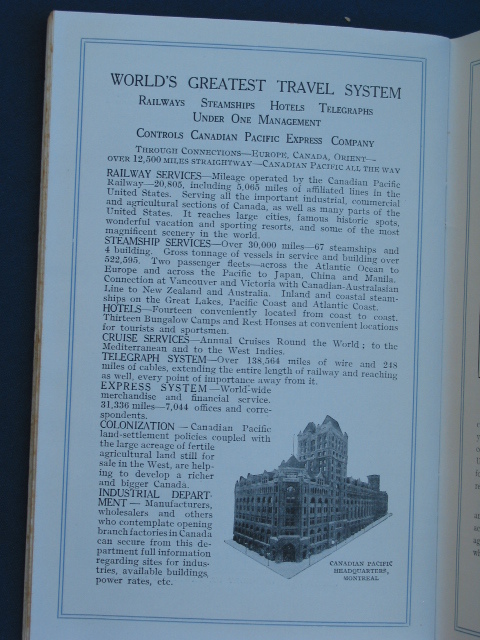 WORLD'S GREATEST TRAVEL SYSTEM
RAILWAYS STEAMSHIPS HOTELS TELEGRAPHS
UNDER ONE MANAGEMENT
CONTROLS CANADIAN PACIFIC EXPRESS COMPANY
THROUGH CONNECTIONS—EUROPE, CANADA, ORIENT—
OVER 12,500 MILES STRAIGHTWAY—CANADIAN PACIFIC ALL THE WAY
RAILWAY SERVICES—Mileage operated by the Canadian Pacific
Railway—20,805, including 5,065 miles of affiliated lines in the
United States. Serving all the important industrial, commercial
and agricultural sections of Canada, as well as many parts of the
United States. It reaches large cities, famous historic spots,
wonderful vacation and sporting resorts, and some of the most
magnificent scenery in the world.
STEAMSHIP SERVICES—Over 30,000 miles—67 steamships and
4 building. Gross tonnage of vessels in service and building over
522,595. Two passenger fleets—across the Atlantic Ocean to
Europe and across the Pacific to Japan, China and Manila.
Connection at Vancouver and Victoria with Canadian-Australasian
Line to New Zealand and Australia. Inland and coastal steam-
ships on the Great Lakes, Pacific Coast and Atlantic Coast.
HOTELS—Fourteen conveniently located from coast to coast.
Thirteen Bungalow Camps and Rest Houses at convenient locations
for tourists and sportsmen.
CRUISE SERVICES—Annual Cruises Round the World; to the
Mediterranean and to the West Indies.
TELEGRAPH SYSTEM—Over 138,564 miles of wire and 248
miles of cables, extending the entire length of railway and reaching
as well, every point of importance away from it.
EXPRESS SYSTEM—World-wide
merchandise and financial service.
31,336 miles—7,044 offices and corre-
spondents.
COLONIZATION—Canadian Pacific
land-settlement policies coupled with
the large acreage of fertile
agricultural land still for
sale in the West, are help-
ing to develop a richer
and bigger Canada.
INDUSTRIAL DEPART-
MENT—Manufacturers,
wholesalers and others
who contemplate opening
branch factories in Canada
can secure from this de-
partment full information
regarding sites for indus-
tries, available buildings,
power rates, etc.
CANADIAN PACIFIC
HEADQUARTERS,
MONTREAL